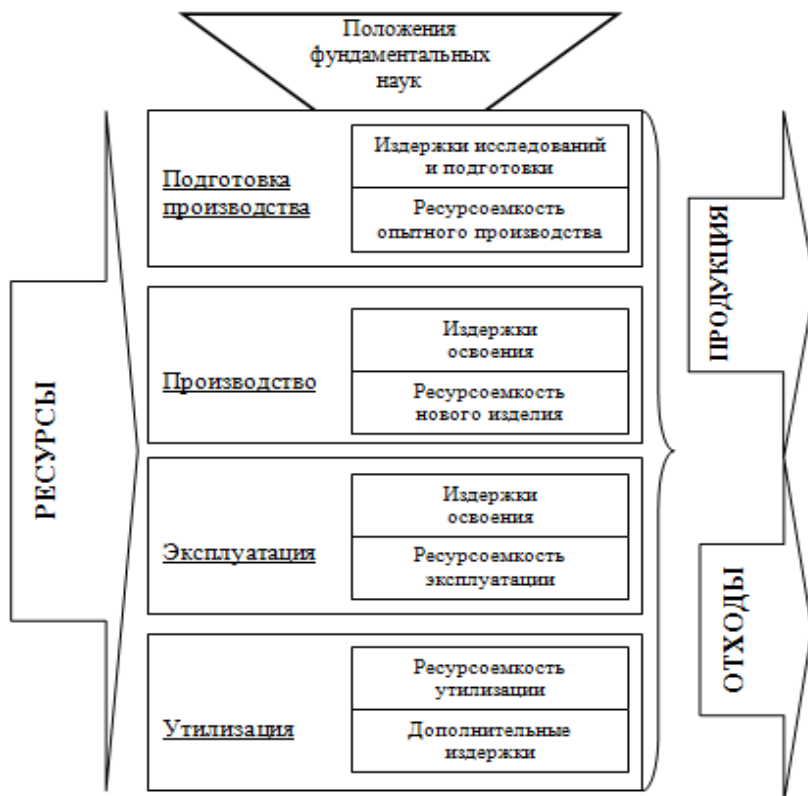 Положения
фундаментальных
наук
РЕСУРСЫ
Подготовка
производства
Издержки исследований
и подготовки
Ресурсоемкость
опытного производства
Производство
Издержки
освоения
Ресурсоемкость
нового изделия
Эксплуатация
Издержки
освоения
Ресурсоемкость
эксплуатации
Утилизация
Ресурсоемкость
утилизации
Дополнительные
издержки
ПРОДУКЦИЯ
ОТХОДЫ